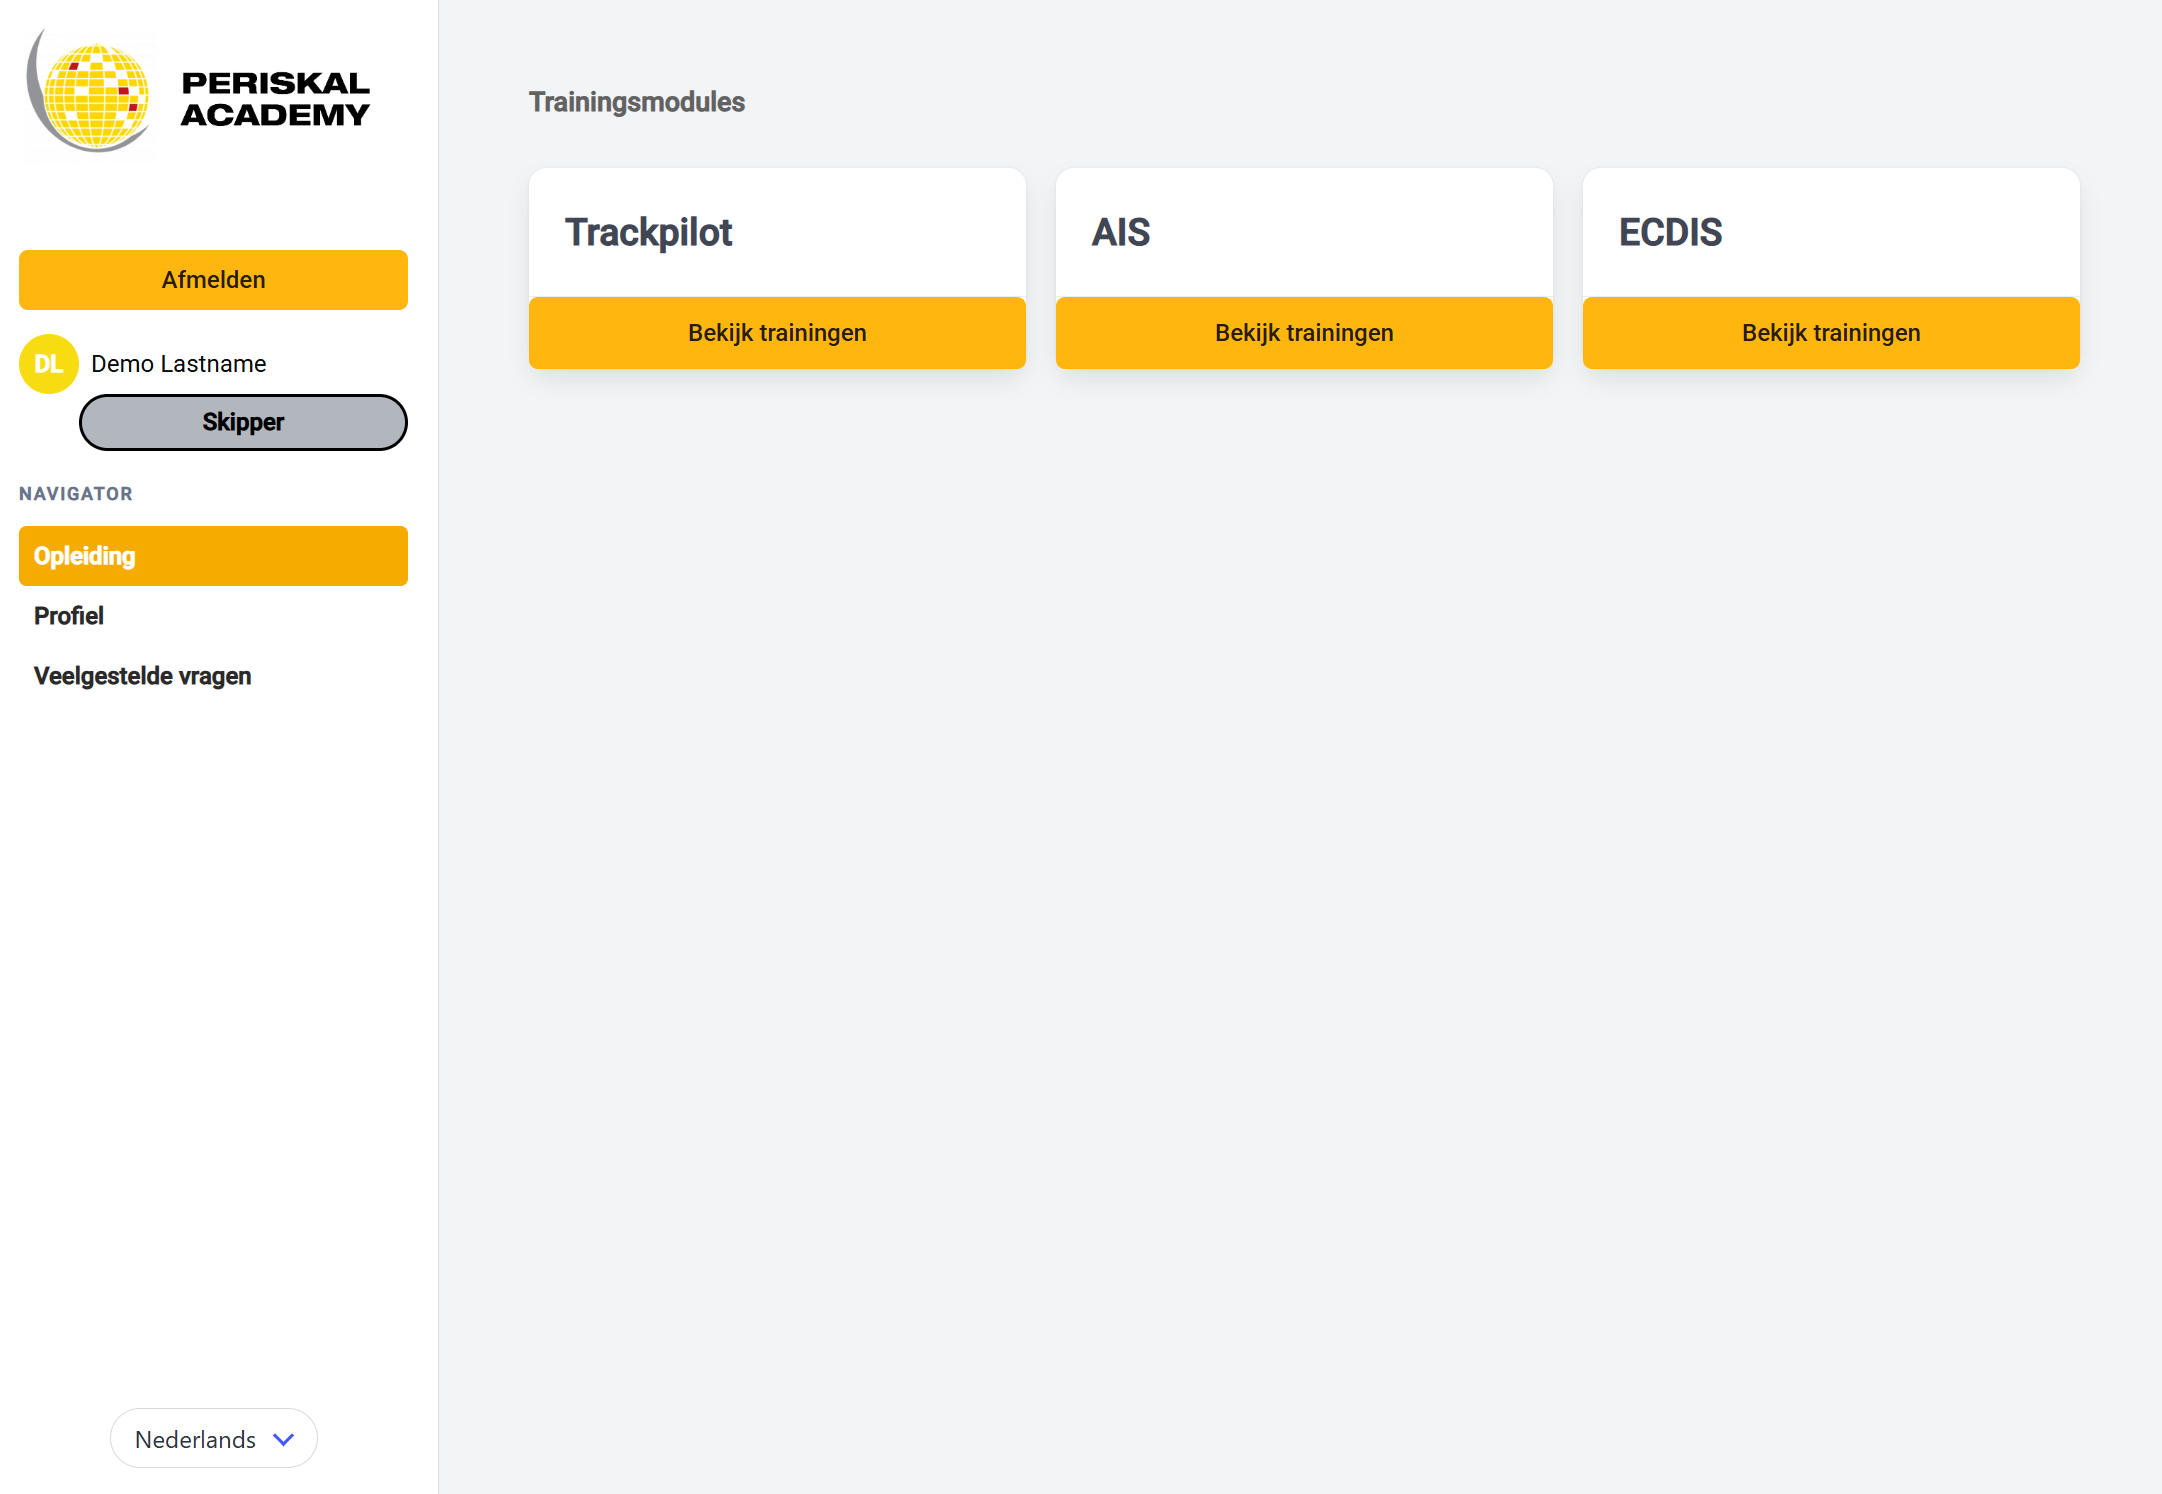 PERISKAL
ACADEMY
Afmelden
DL
Demo Lastname
Skipper
NAVIGATOR
Opleiding
Profiel
Veelgestelde vragen
Nederlands
Trainingsmodules
Trackpilot
Bekijk trainingen
AIS
Bekijk trainingen
ECDIS
Bekijk trainingen